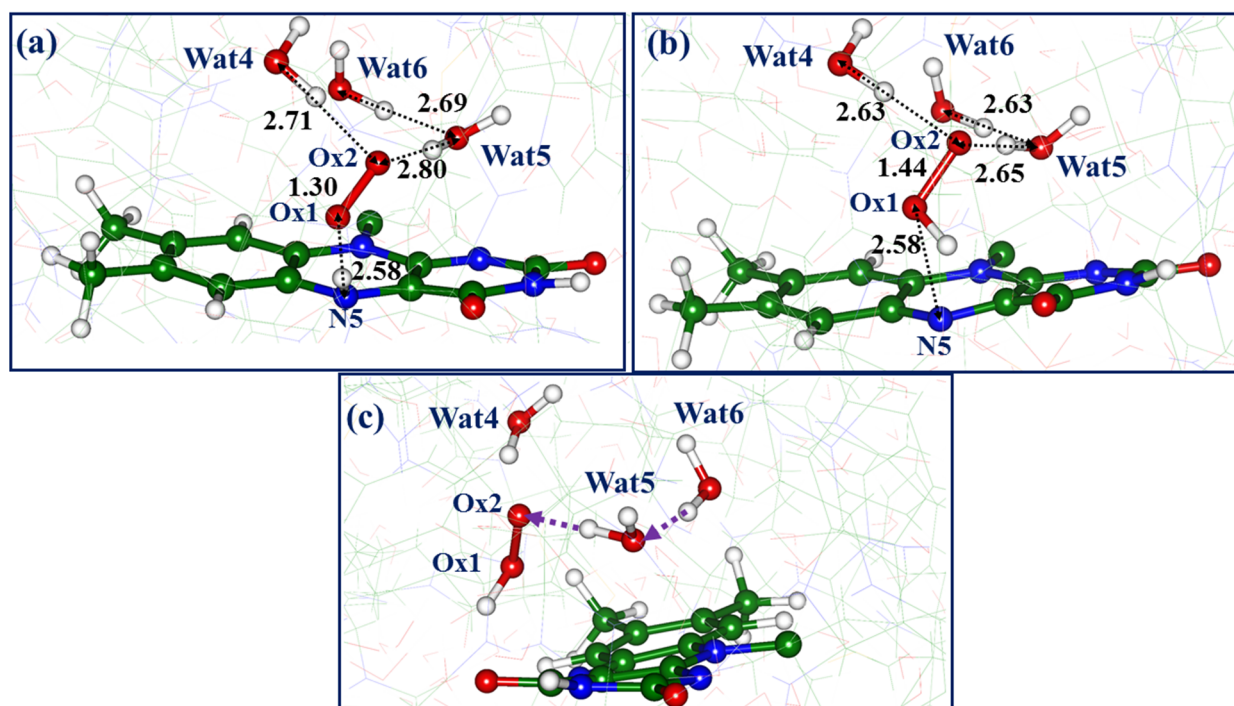 (a)
Wat4
Wat6
2.69
2.71
Ox2
Wat5
2.80
1.30
Ox1
2.58
N5
(b)
Wat4
Wat6
2.63
2.63
Ox2
Wat5
1.44
2.65
Ox1
2.58
N5
(c)
Wat4
Wat6
Wat5
Ox2
Ox1